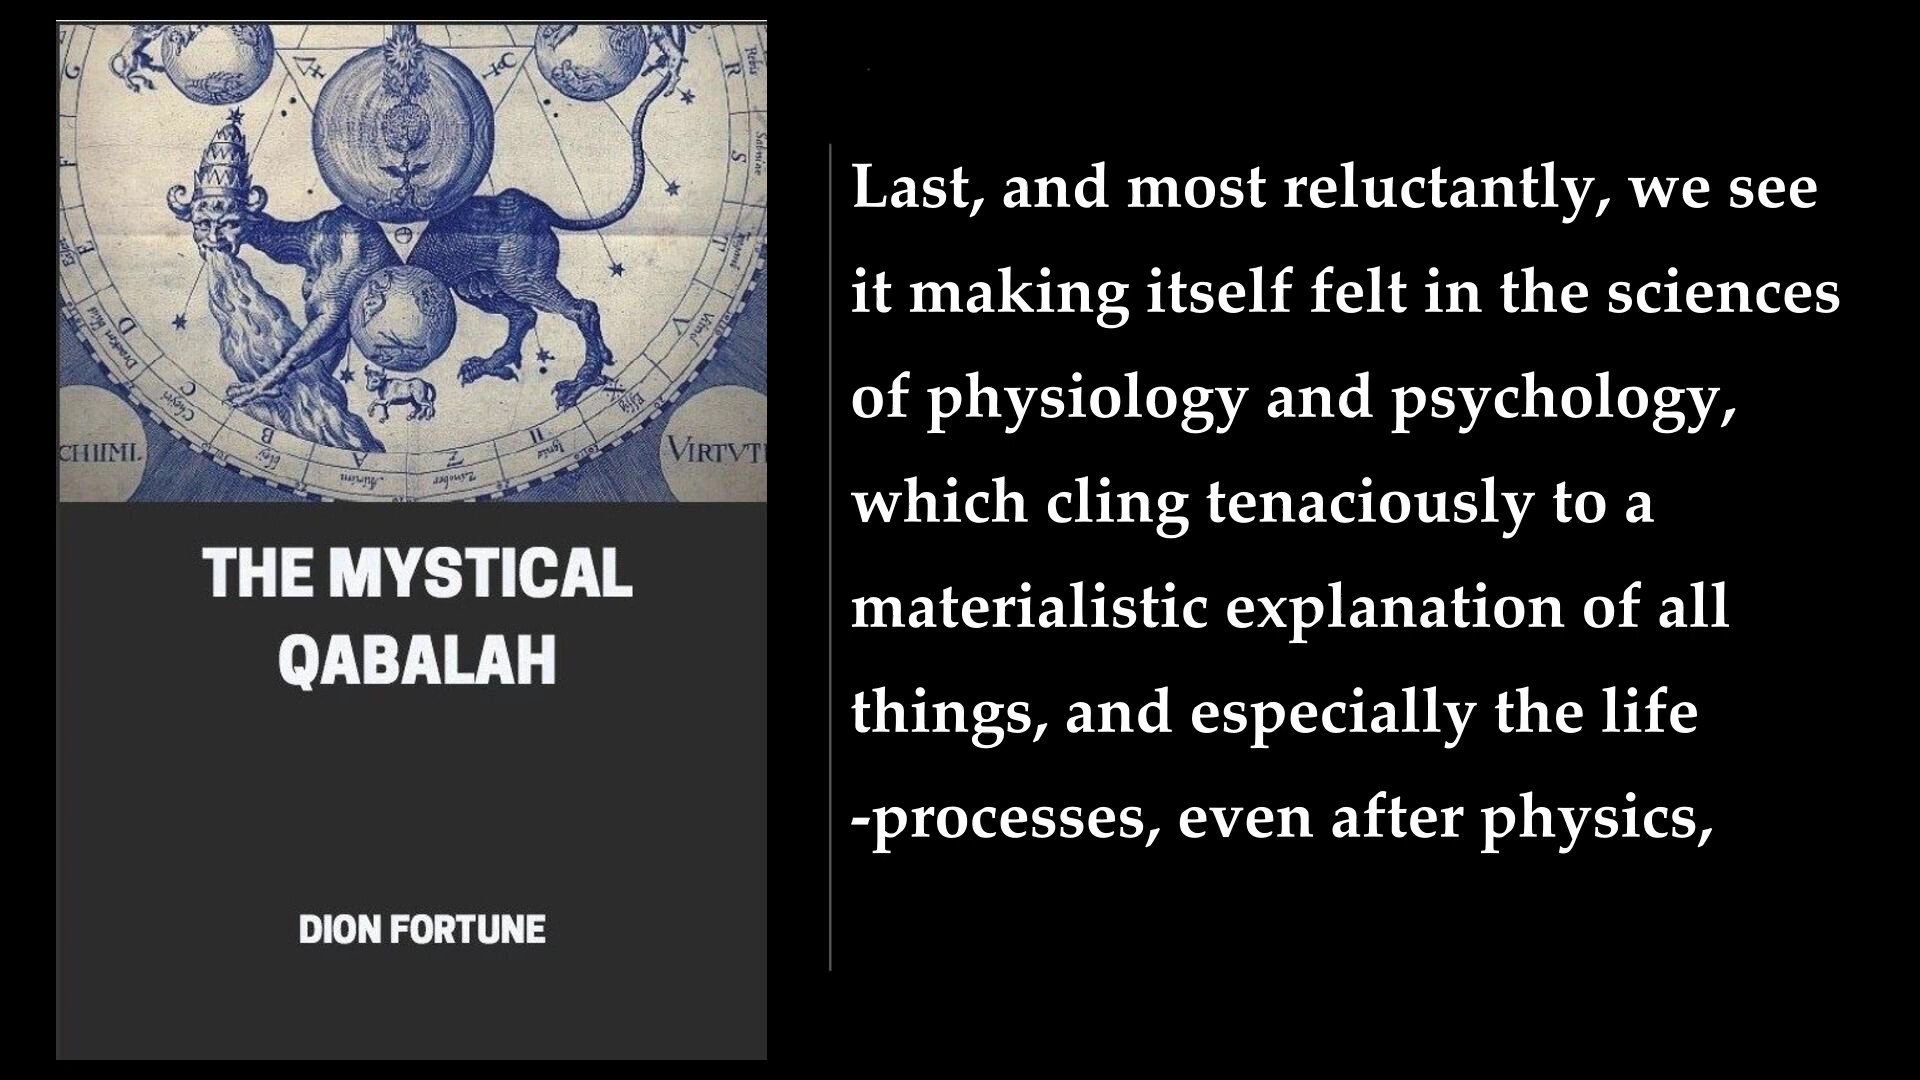 CHIIMI.
VIRTVTI
THE MYSTICAL
QABALAH
DION FORTUNE
Last, and most reluctantly, we see
it making itself felt in the sciences
of physiology and psychology,
which cling tenaciously to a
materialistic explanation of all
things, and especially the life
-processes, even after physics,